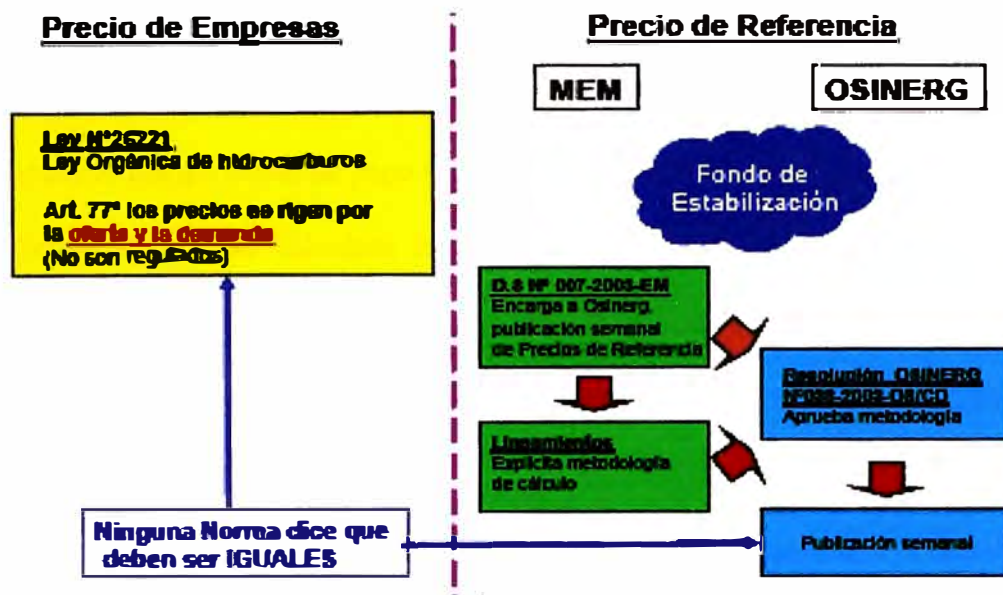 Precio de Empresas
Ley N°26221
Ley Orgánica de hidrocarburos
Art. 77° los precios se rigen por
la oferta y la demanda
(No son regulados)
Ninguna Norma dice que
deben ser IGUALES
Precio de Referencia
MEM
OSINERG
Fondo de
Estabilización
D.S Nº 007-2003-EM
Encarga a Osinerg,
publicación semanal
de Precios de Referencia
Lineamientos
Explicita metodología
de cálculo
Resolución OSINERG
-2003-OS/CD
Aprueba metodología
Publicación semanal